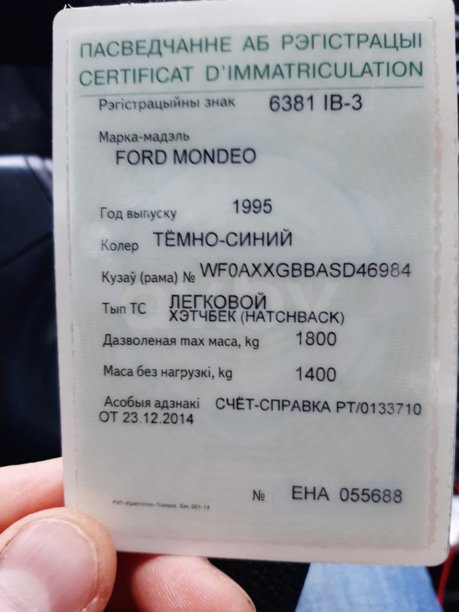 ПАСВЕДЧАННЕ АБ РЭГІСТРАЦЫІ
CERTIFICAT D'IMMATRICULATION
Рэгістрацыйны знак 6381 IB-3
Марка-мадэль
FORD MONDEO
Год выпуску 1995
Колер ТЁМНО-СИНИЙ
Кузаў (рама) № WF0AXXGBBASD46984
Тып ТС ЛЕГКОВОЙ
ХЭТЧБЕК (HATCHBACK)
Дазволеная max маса, kg 1800
Маса без нагрузкі, kg 1400
Асобыя адзнакі СЧЁТ-СПРАВКА РТ/0133710
ОТ 23.12.2014
№ ЕНА 055688